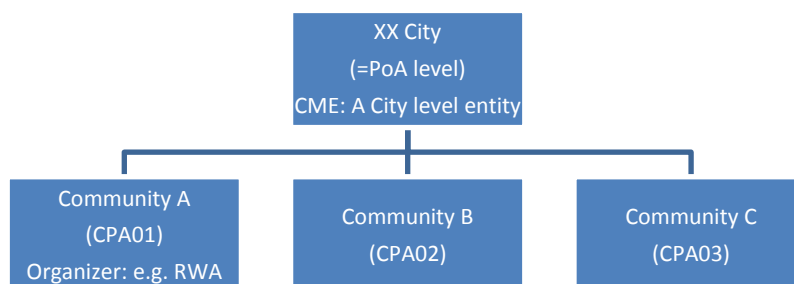 XX City
(=PoA level)
CME: A City level entity
Community A
(CPA01)
Organizer: e.g. RWA
Community B
(CPA02)
Community C
(CPA03)